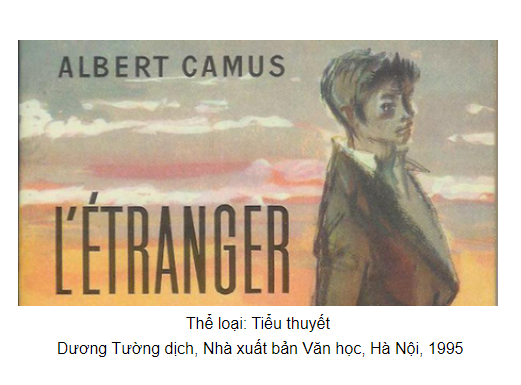 ALBERT CAMUS
L'ÉTRANGER
Thể loại: Tiểu thuyết
Dương Tường dịch, Nhà xuất bản Văn học, Hà Nội, 1995